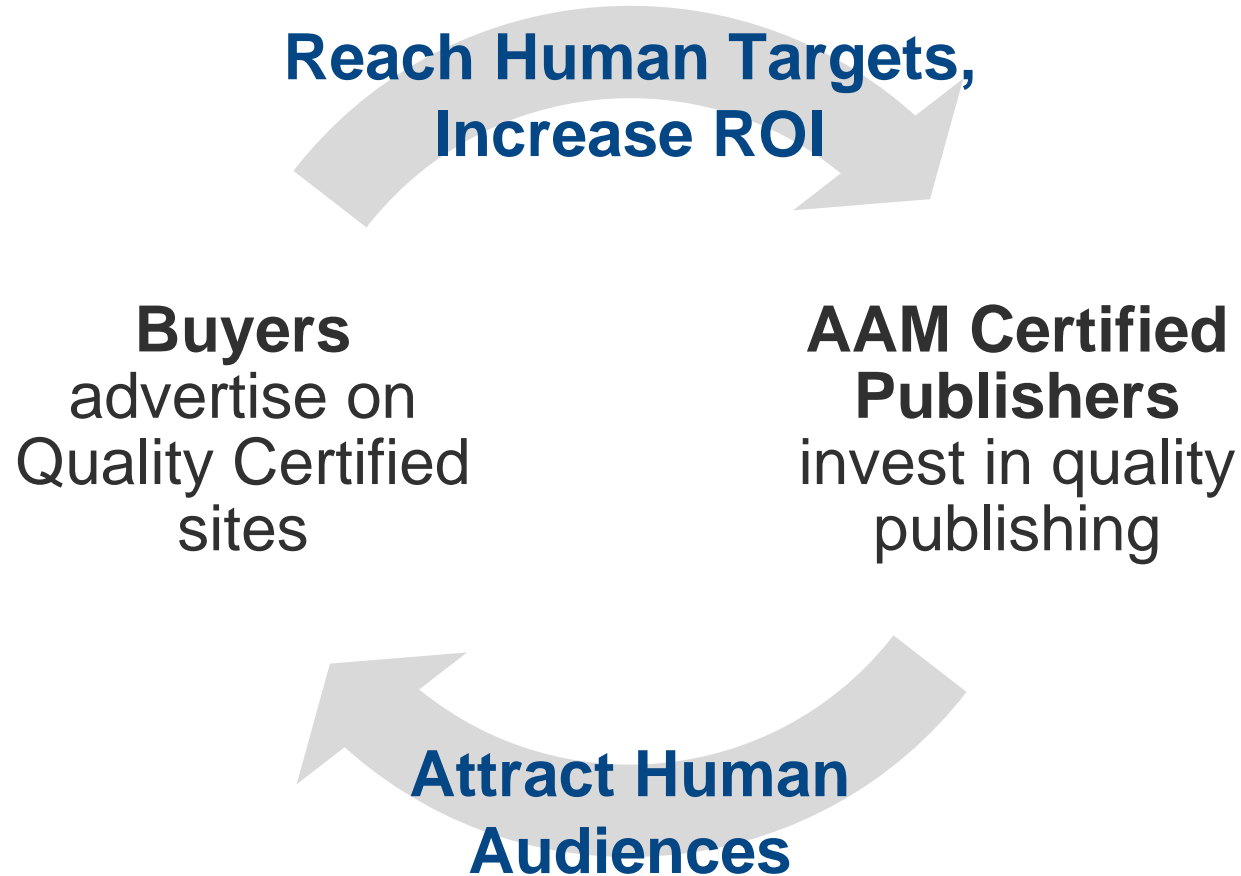 Reach Human Targets,
Increase ROI
Buyers
advertise on
Quality Certified
sites
AAM Certified
Publishers
invest in quality
publishing
Attract Human
Audiences